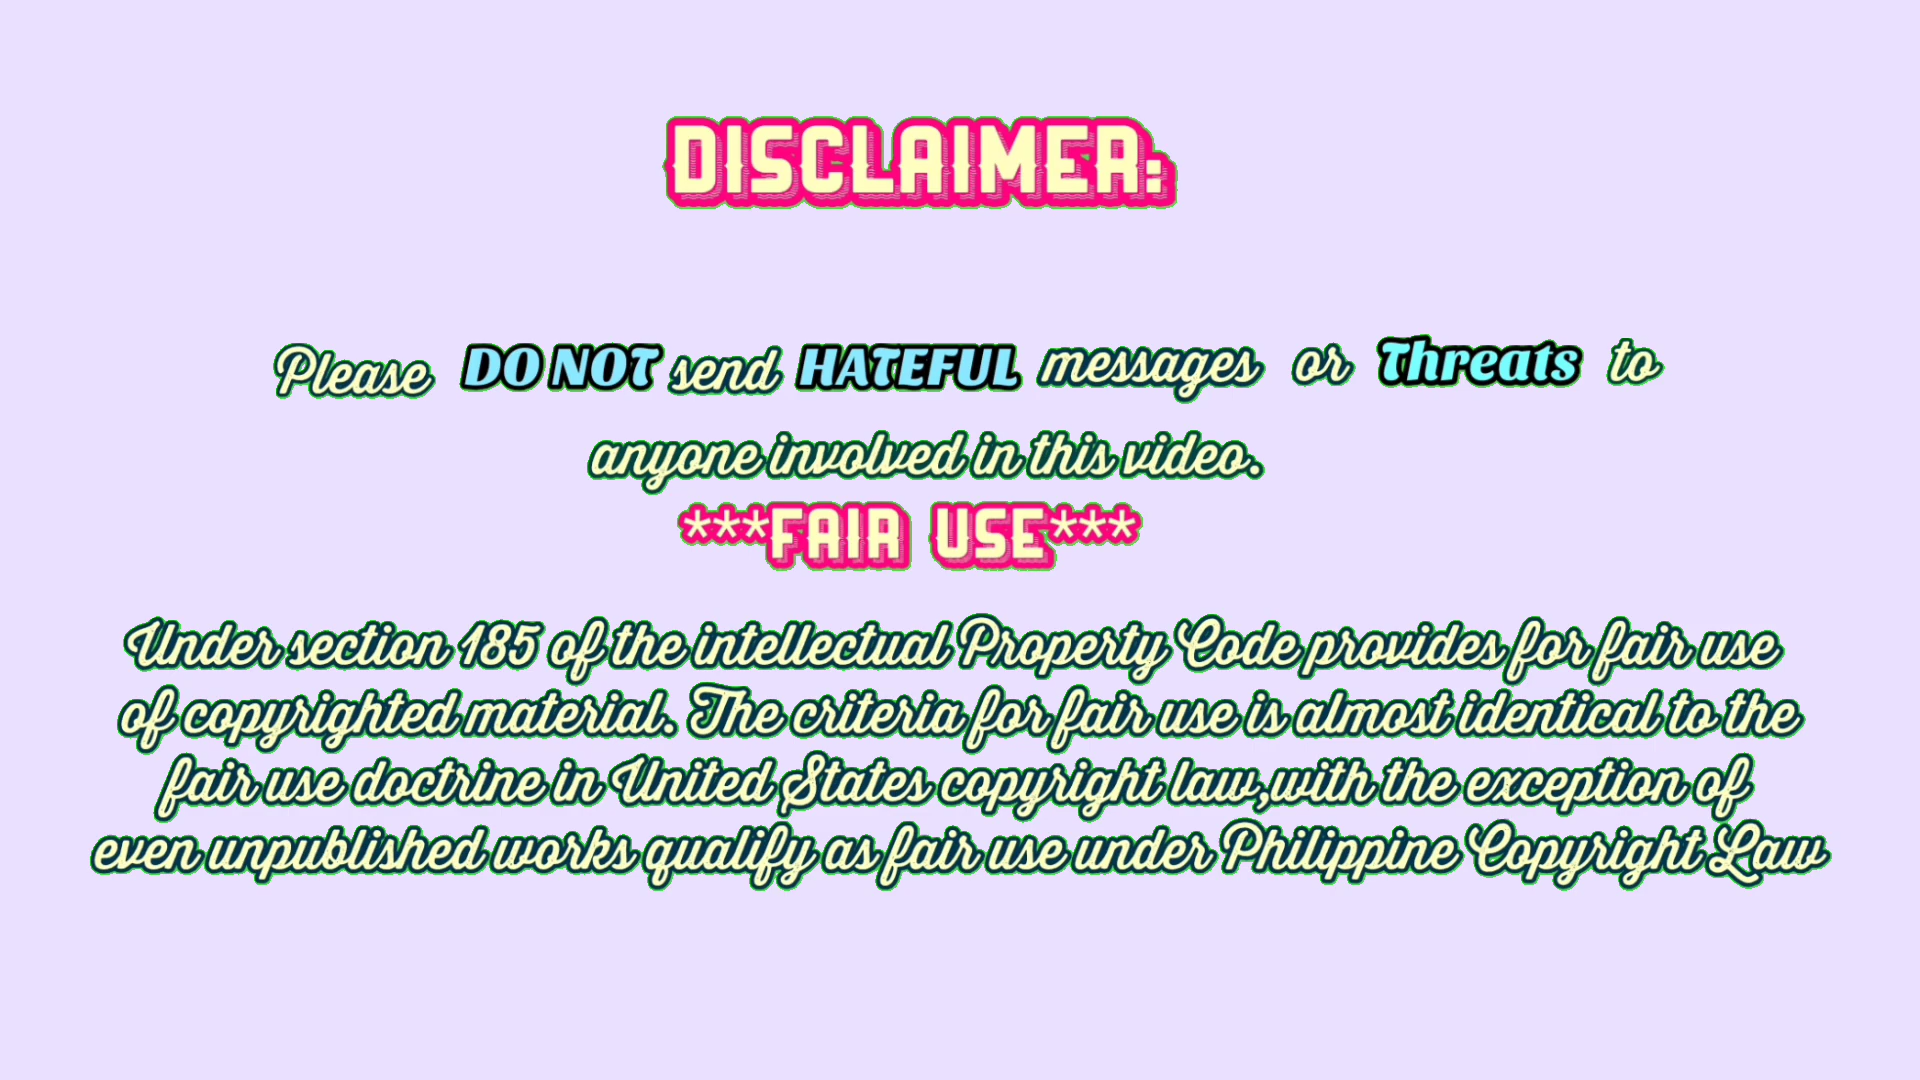 DISCLAIMER:
Please DO NOT send HATEFUL messages or Threats to
anyone involved in this video.
***FAIR USE***
Under section 185 of the intellectual Property Code provides for fair use
of copyrighted material. The criteria for fair use is almost identical to the
fair use doctrine in United States copyright law,with the exception of
even unpublished works qualify as fair use under Philippine Copyright Law